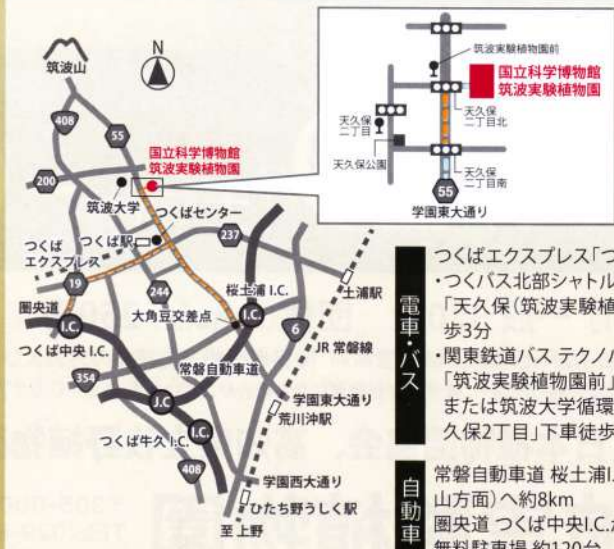 N
筑波山
408
55
200
国立科学博物館
筑波実験植物園
筑波大学
つくばセンター
つくば駅
つくば
エクスプレス
237
19
244
圏央道
I.C.
つくば中央 I.C.
大角豆交差点
桜土浦 I.C.
I.C.
6
土浦駅
JR 常磐線
354
常磐自動車道
J.C
学園東大通り
荒川沖駅
I.C.
つくば牛久 I.C.
408
学園西大通り
ひたち野うしく駅
至 上野
筑波実験植物園前
国立科学博物館
筑波実験植物園
天久保
二丁目北
天久保
二丁目
天久保公園
天久保
二丁目南
55
学園東大通り
電車・バス
つくばエクスプレス「つ
・つくバス北部シャトル
「天久保(筑波実験植
歩3分
・関東鉄道バス テクノパ
「筑波実験植物園前」
または筑波大学循環
久保2丁目」下車徒歩
自動車
常磐自動車道 桜土浦I.
山方面)へ約8km
圏央道 つくば中央I.C.か
無料駐車場 約120台